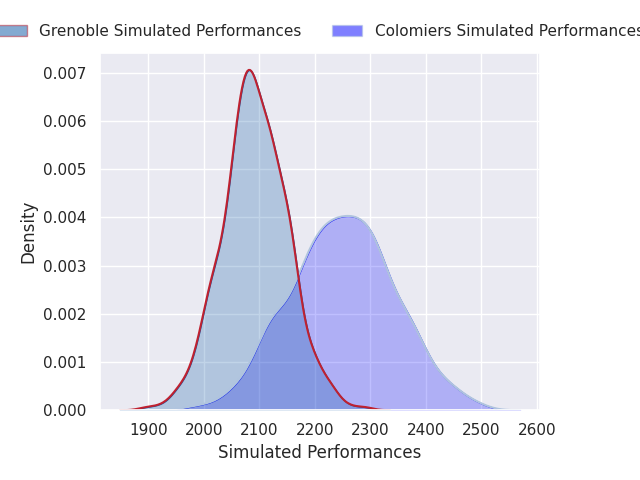 Grenoble Simulated Performances
Colomiers Simulated Performances
0.007
0.006
0.005
0.004
0.003
0.002
0.001
0.000
Density
1900 2000 2100 2200 2300 2400 2500 2600
Simulated Performances